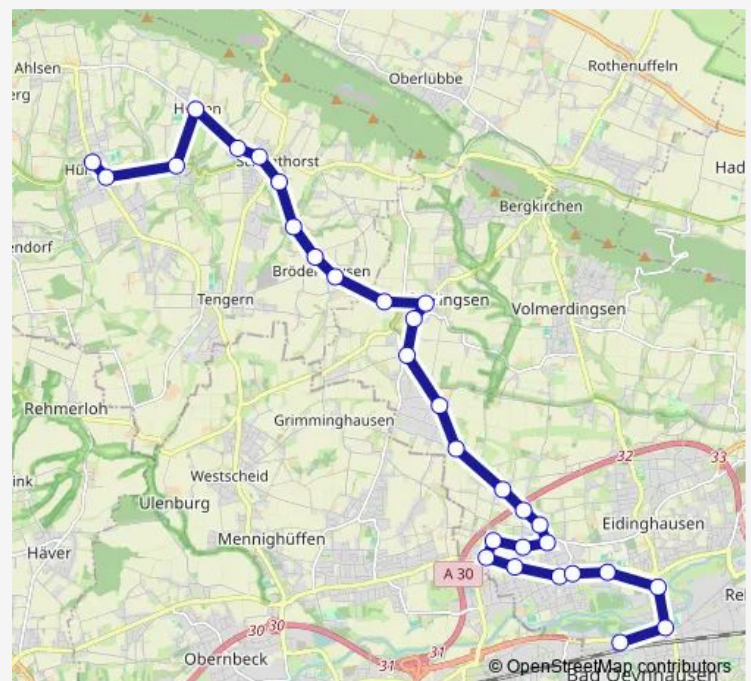 Ahlsen
Oberlübbe
Rothenuffeln
Bergkirchen
Tengern
Volmerdingsen
Rehmerloh
Grimminghausen
32
33
Westscheid
Ulenburg
Eidinghausen
Mennighüffen
Häver
A 30
30
30
Obernbeck
31
31
© OpenStreetMap contributors